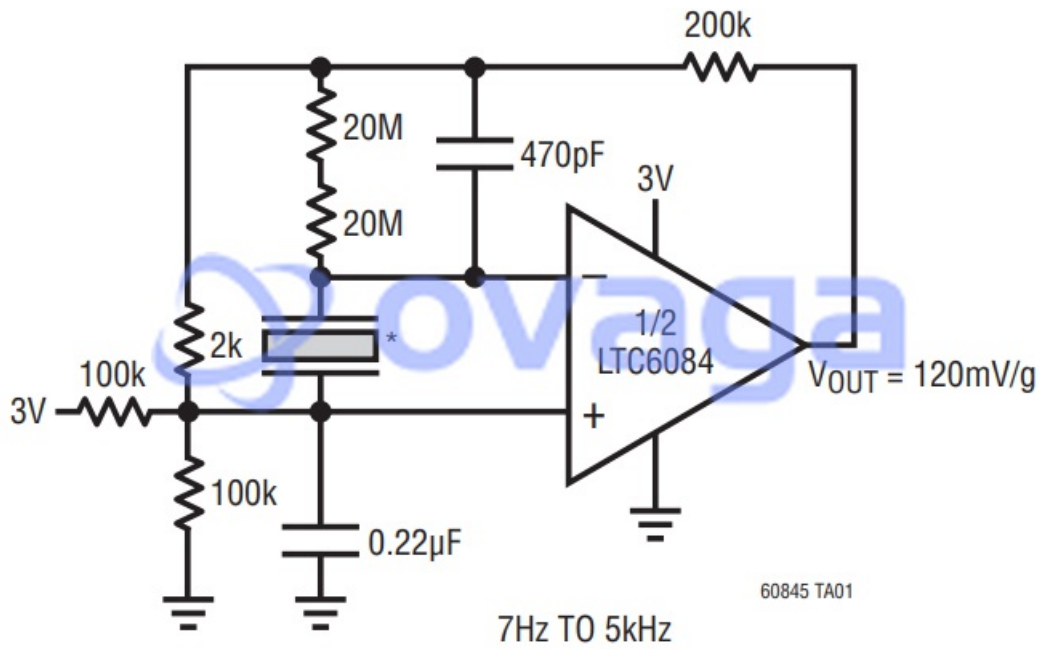 200k
20M
470pF
3V
20M
−
2k
*
1/2
LTC6084
100k
V_OUT = 120mV/g
3V
+
100k
0.22µF
60845 TA01
7Hz TO 5kHz
ovaga